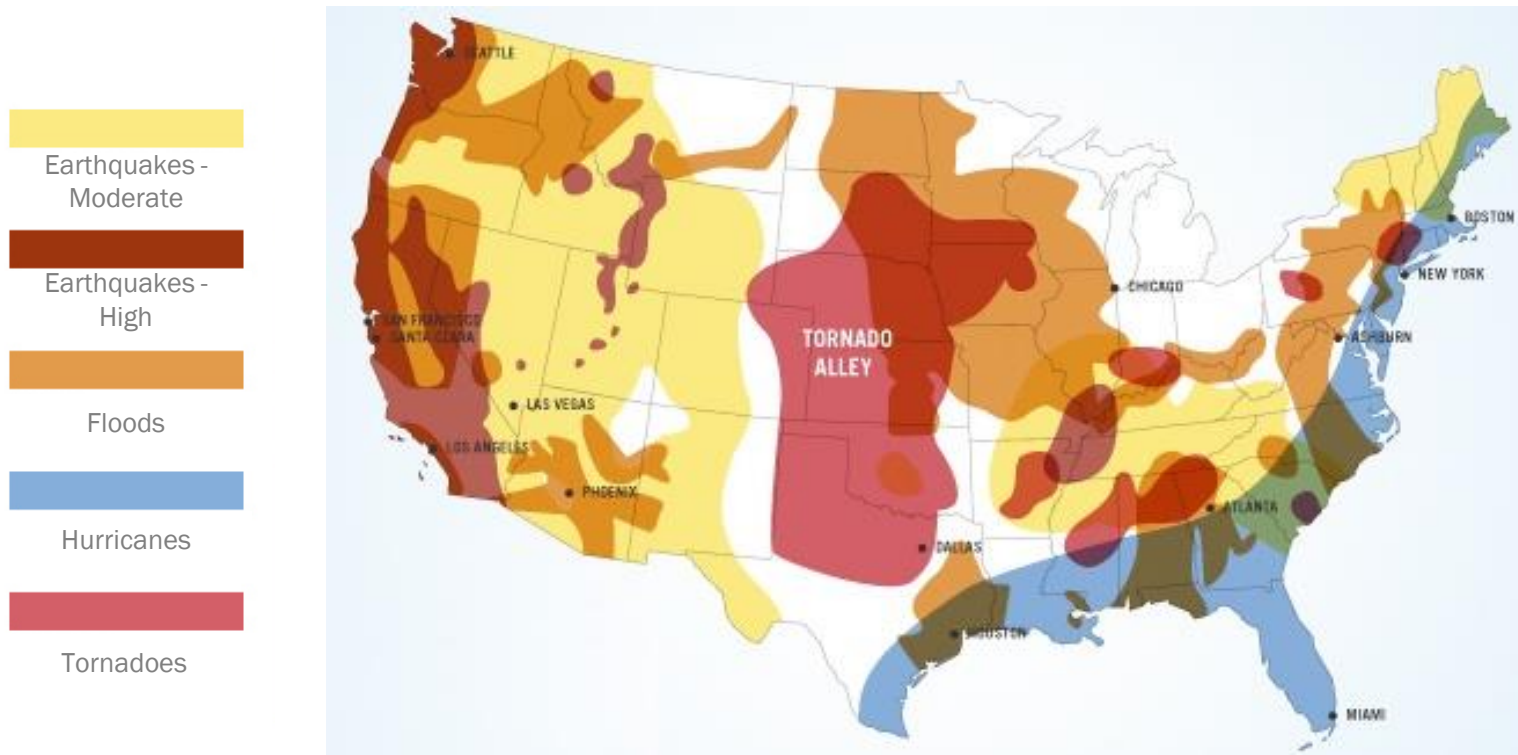 Earthquakes -
Moderate
Earthquakes -
High
Floods
Hurricanes
Tornadoes
SEATTLE
SAN FRANCISCO
SANTA CLARA
LAS VEGAS
LOS ANGELES
PHOENIX
TORNADO
ALLEY
DALLAS
HOUSTON
CHICAGO
ATLANTA
MIAMI
ASHBURN
NEW YORK
BOSTON